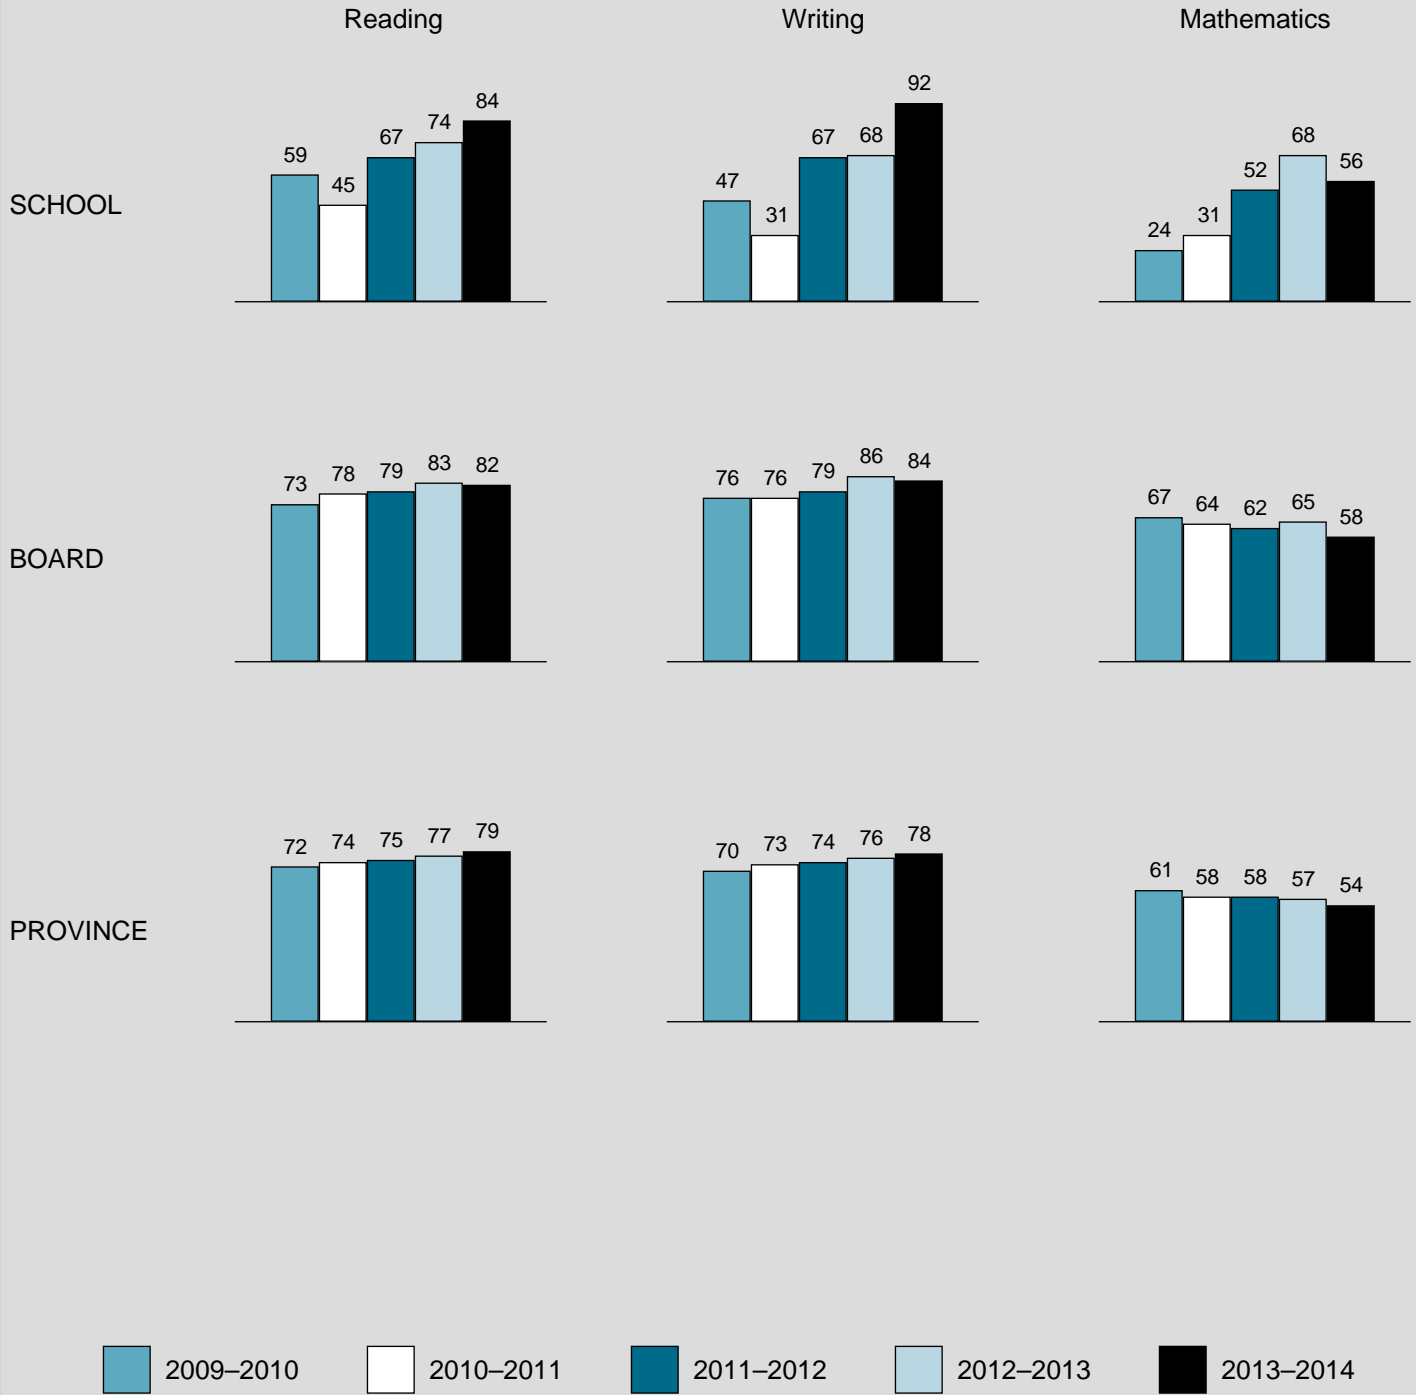 Reading Writing Mathematics
SCHOOL
59 45 67 74 84
47 31 67 68 92
24 31 52 68 56
BOARD
73 78 79 83 82
76 76 79 86 84
67 64 62 65 58
PROVINCE
72 74 75 77 79
70 73 74 76 78
61 58 58 57 54
2009–2010 2010–2011 2011–2012 2012–2013 2013–2014